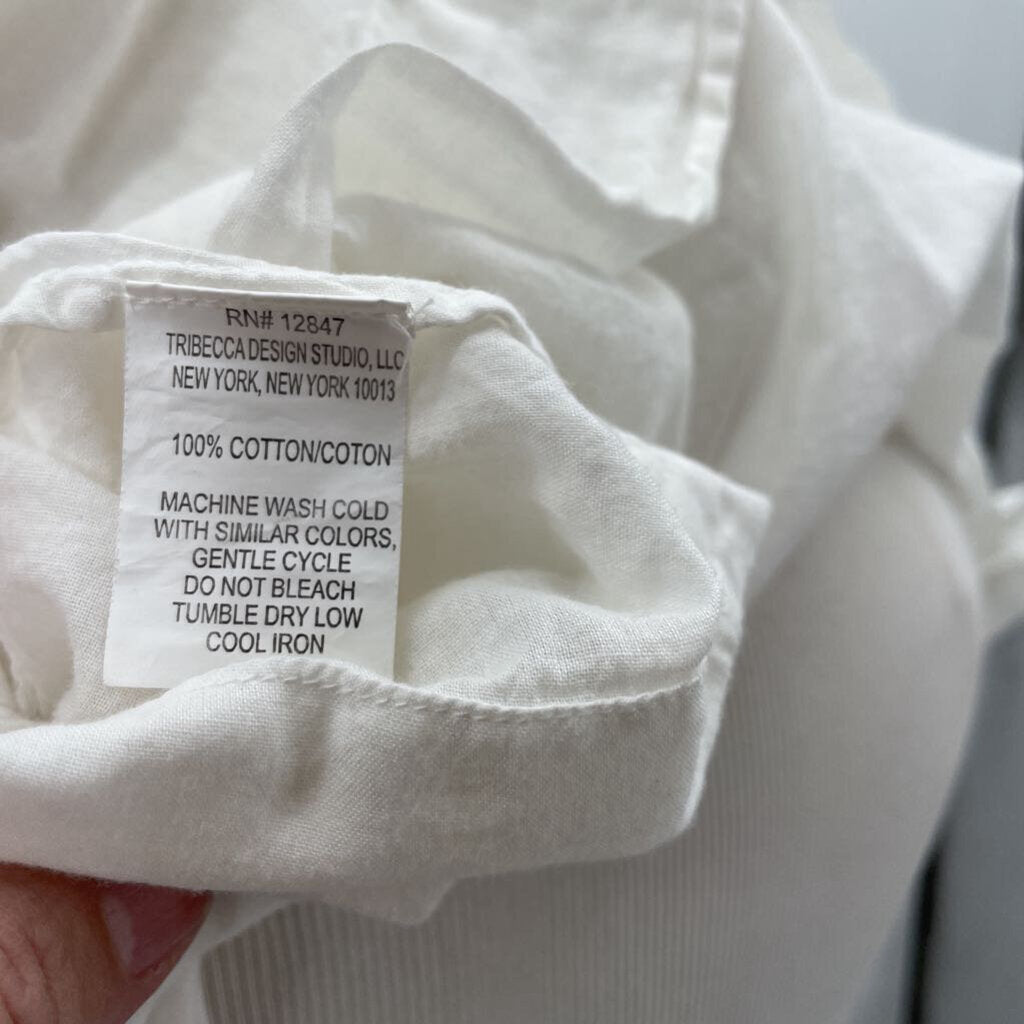 RN# 12847
TRIBECCA DESIGN STUDIO, LLC
NEW YORK, NEW YORK 10013
100% COTTON/COTON
MACHINE WASH COLD
WITH SIMILAR COLORS,
GENTLE CYCLE
DO NOT BLEACH
TUMBLE DRY LOW
COOL IRON